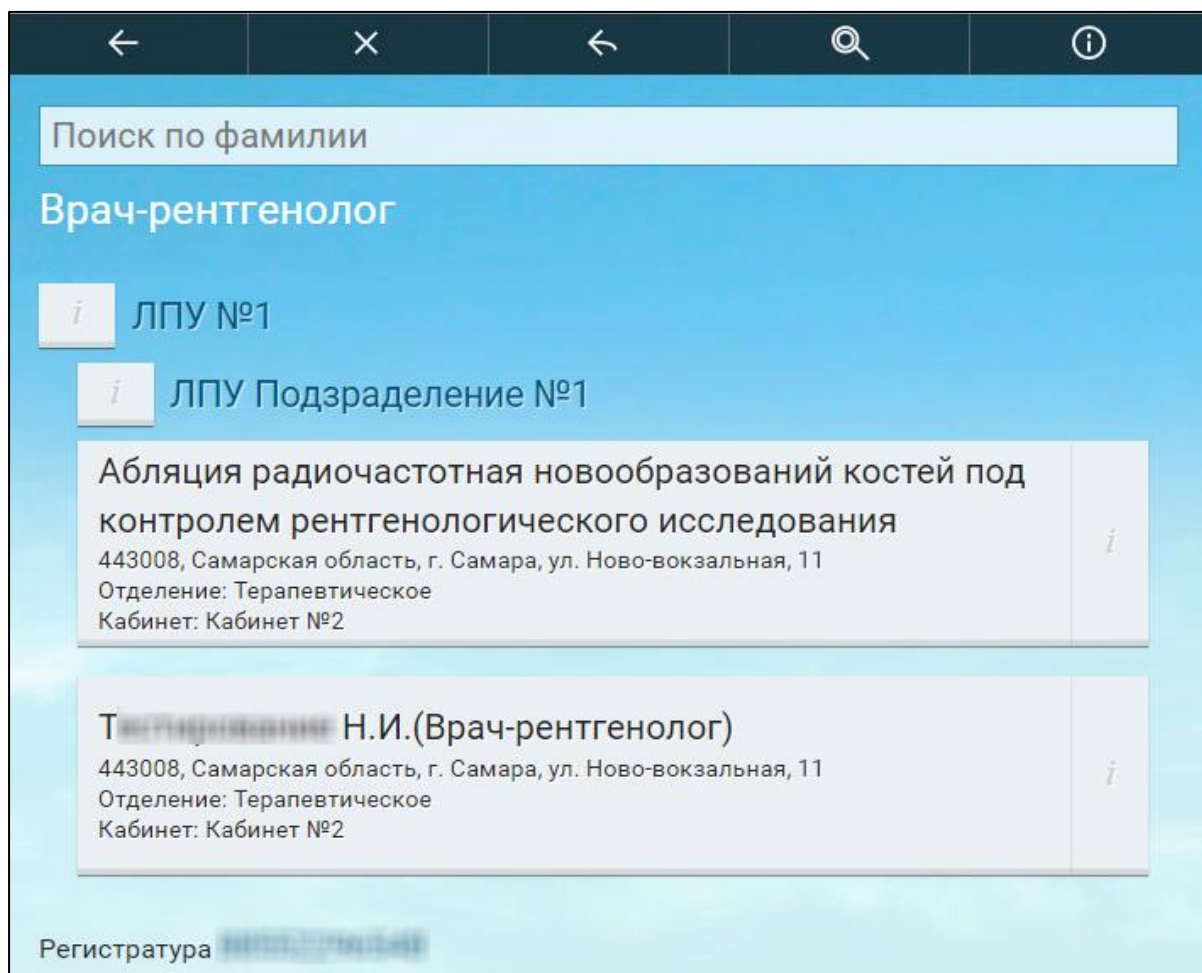 Поиск по фамилии
Врач-рентгенолог
i ЛПУ №1
i ЛПУ Подзраделение №1
Абляция радиочастотная новообразований костей под
контролем рентгенологического исследования
i
443008, Самарская область, г. Самара, ул. Ново-вокзальная, 11
Отделение: Терапевтическое
Кабинет: Кабинет №2
Н.И.(Врач-рентгенолог)
443008, Самарская область, г. Самара, ул. Ново-вокзальная, 11
i
Отделение: Терапевтическое
Кабинет: Кабинет №2
Регистратура